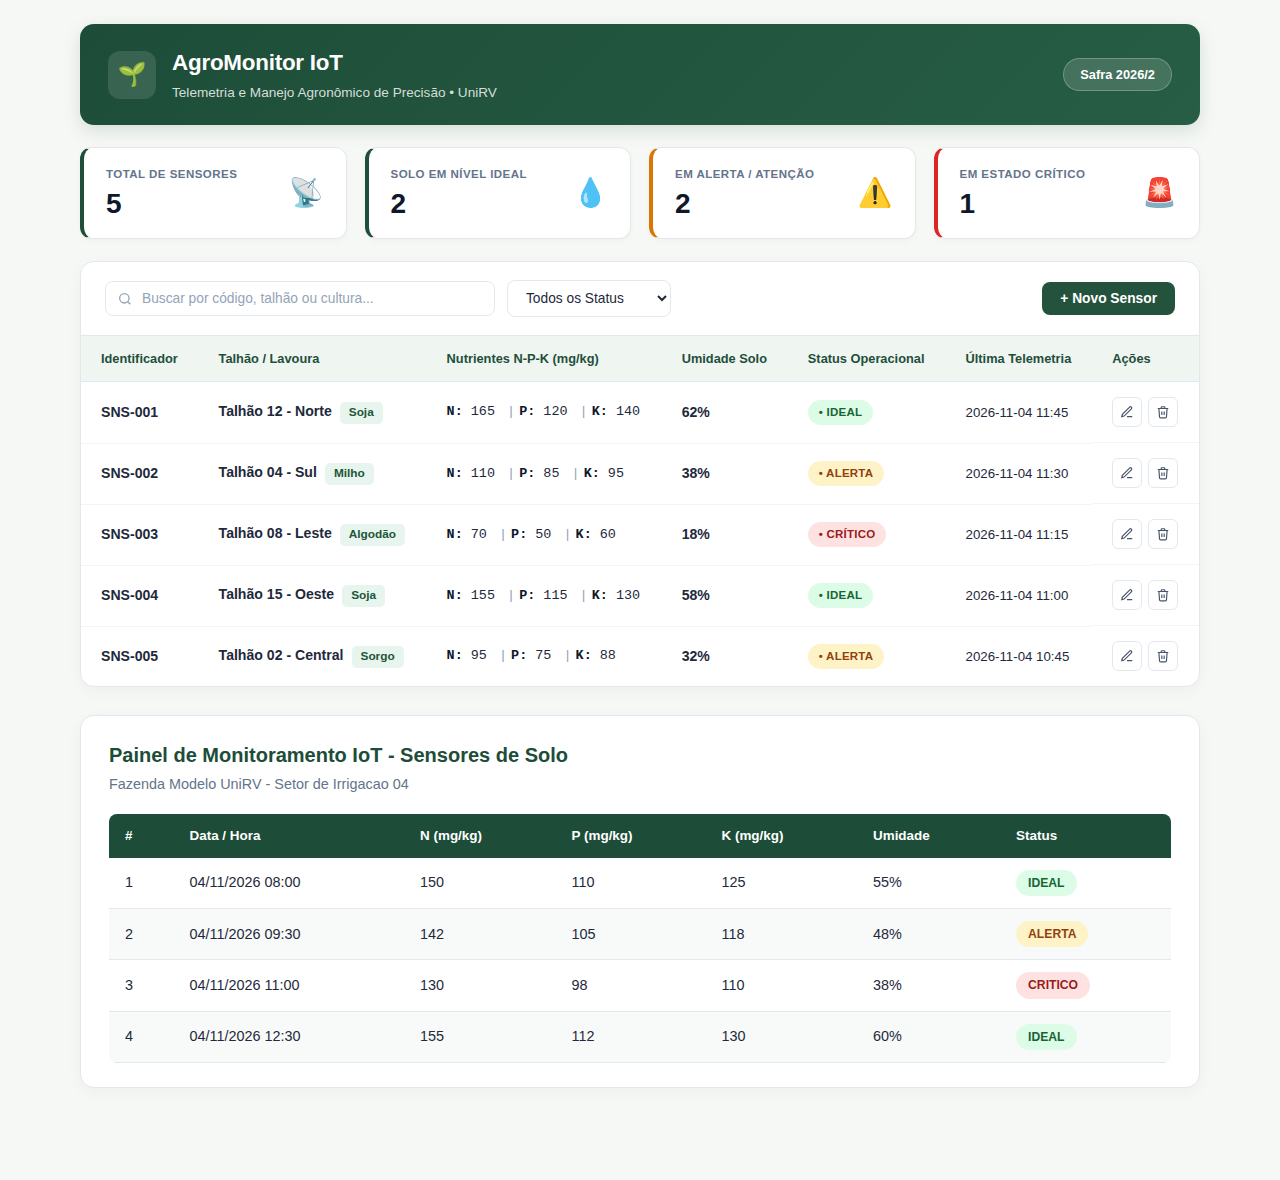 AgroMonitor IoT
Telemetria e Manejo Agronômico de Precisão • UniRV
Safra 2026/2
TOTAL DE SENSORES
5
SOLO EM NÍVEL IDEAL
2
EM ALERTA / ATENÇÃO
2
EM ESTADO CRÍTICO
1
Buscar por código, talhão ou cultura...
Todos os Status
+ Novo Sensor
Identificador Talhão / Lavoura Nutrientes N-P-K (mg/kg) Umidade Solo Status Operacional Última Telemetria Ações
SNS-001 Talhão 12 - Norte Soja N: 165 | P: 120 | K: 140 62% • IDEAL 2026-11-04 11:45
SNS-002 Talhão 04 - Sul Milho N: 110 | P: 85 | K: 95 38% • ALERTA 2026-11-04 11:30
SNS-003 Talhão 08 - Leste Algodão N: 70 | P: 50 | K: 60 18% • CRÍTICO 2026-11-04 11:15
SNS-004 Talhão 15 - Oeste Soja N: 155 | P: 115 | K: 130 58% • IDEAL 2026-11-04 11:00
SNS-005 Talhão 02 - Central Sorgo N: 95 | P: 75 | K: 88 32% • ALERTA 2026-11-04 10:45
Painel de Monitoramento IoT - Sensores de Solo
Fazenda Modelo UniRV - Setor de Irrigacao 04
# Data / Hora N (mg/kg) P (mg/kg) K (mg/kg) Umidade Status
1 04/11/2026 08:00 150 110 125 55% IDEAL
2 04/11/2026 09:30 142 105 118 48% ALERTA
3 04/11/2026 11:00 130 98 110 38% CRITICO
4 04/11/2026 12:30 155 112 130 60% IDEAL